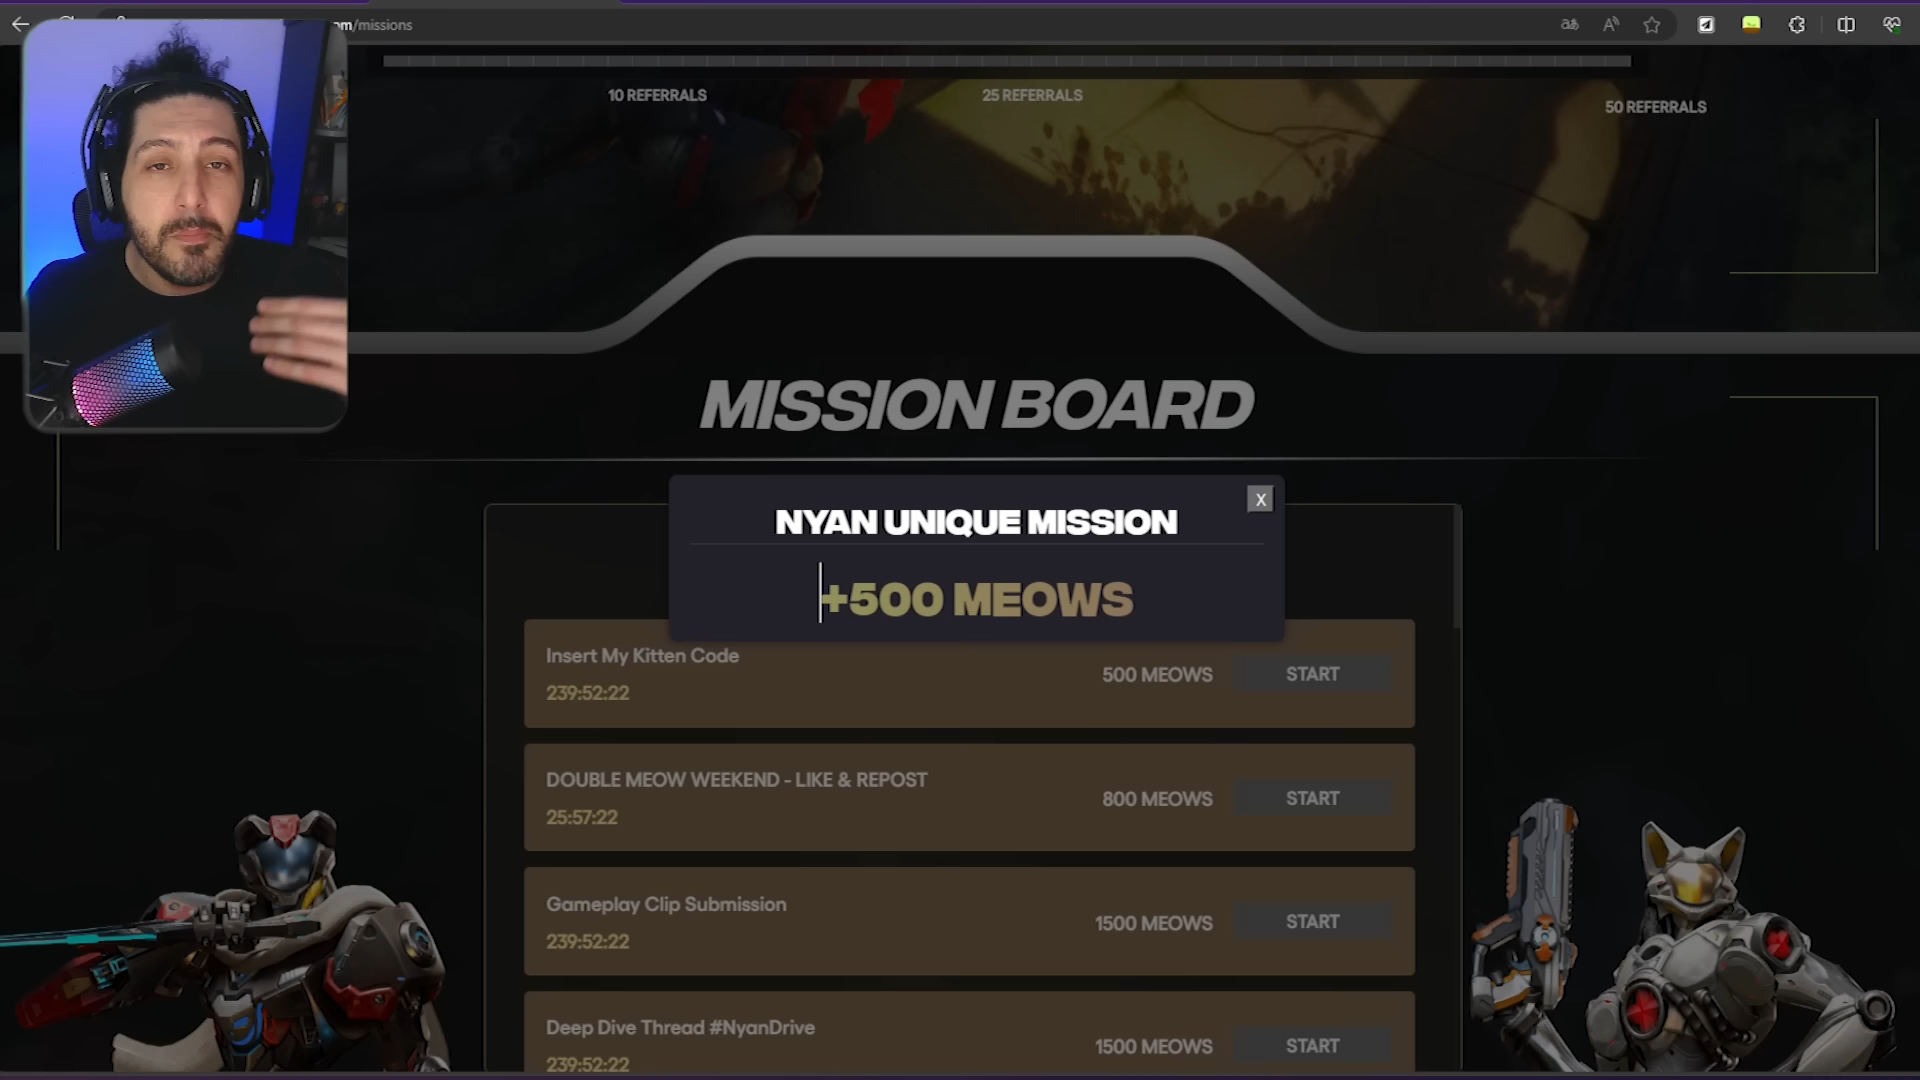 om/missions
10 REFERRALS
25 REFERRALS
50 REFERRALS
MISSION BOARD
X
NYAN UNIQUE MISSION
+500 MEOWS
Insert My Kitten Code
239:52:22
500 MEOWS
START
DOUBLE MEOW WEEKEND - LIKE & REPOST
25:57:22
800 MEOWS
START
Gameplay Clip Submission
239:52:22
1500 MEOWS
START
Deep Dive Thread #NyanDrive
239:52:22
1500 MEOWS
START